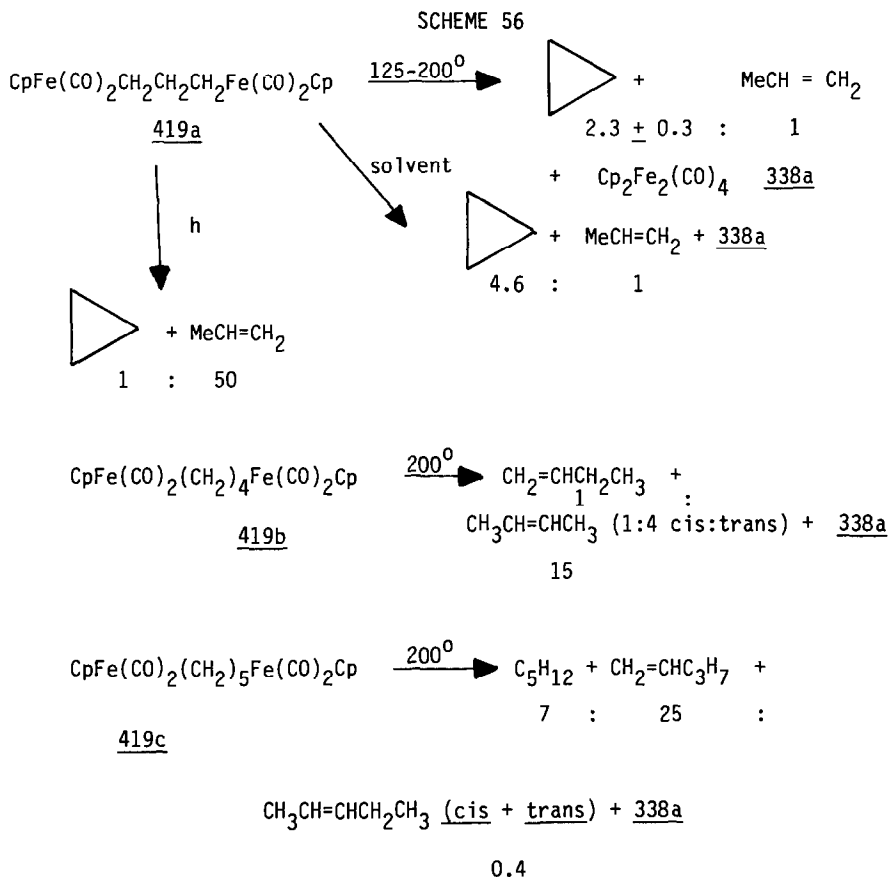 SCHEME 56
CpFe(CO)2CH2CH2CH2Fe(CO)2Cp 125-200° + MeCH = CH2
419a
2.3 ± 0.3 : 1
solvent
+ Cp2Fe2(CO)4 338a
h
+ MeCH=CH2 + 338a
4.6 : 1
+ MeCH=CH2
1 : 50
CpFe(CO)2(CH2)4Fe(CO)2Cp 200° CH2=CHCH2CH3 +
1 :
419b
CH3CH=CHCH3 (1:4 cis:trans) + 338a
15
CpFe(CO)2(CH2)5Fe(CO)2Cp 200° C5H12 + CH2=CHC3H7 +
7 : 25 :
419c
CH3CH=CHCH2CH3 (cis + trans) + 338a
0.4